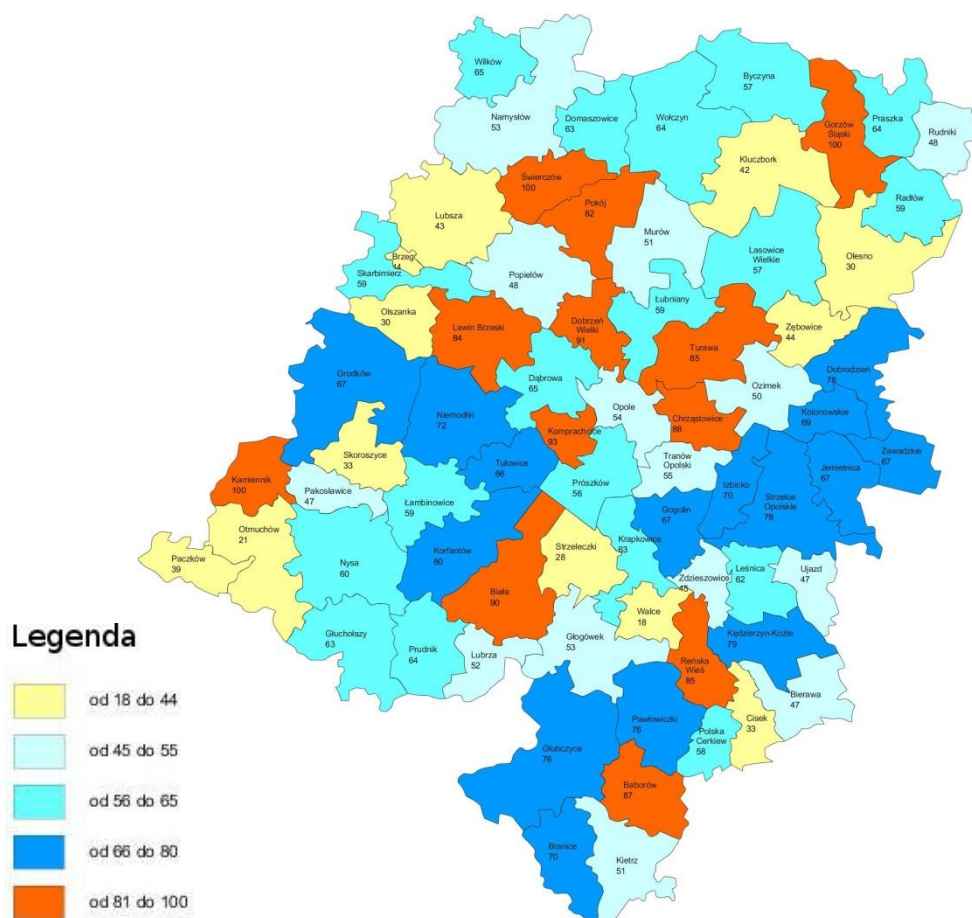 Wilków
65
Namysłów
53
Domaszowice
63
Wołczyn
64
Byczyna
57
Gorzów
Śląski
100
Praszka
64
Rudniki
48
Kluczbork
42
Radłów
59
Świerczów
100
Pokój
82
Lubsza
43
Murów
51
Lasowice
Wielkie
57
Olesno
30
Brzeg
44
Skarbimierz
59
Popielów
48
Olszanka
30
Lewin Brzeski
84
Dobrzeń
Wielki
91
Łubniany
59
Turawa
85
Zębowice
44
Dobrodzień
78
Grodków
67
Niemodlin
72
Dąbrowa
65
Opole
54
Ozimek
50
Kolonowskie
69
Chrząstowice
88
Komprachcice
93
Skoroszyce
33
Tułowice
66
Tranów
Opolski
55
Zawadzkie
67
Jemielnica
67
Izbicko
70
Strzelce
Opolskie
78
Kamiennik
100
Pakosławice
47
Łambinowice
59
Prószków
56
Gogolin
67
Otmuchów
21
Paczków
39
Nysa
60
Korfantów
80
Strzeleczki
28
Krapkowice
63
Zdzieszowice
45
Leśnica
62
Ujazd
47
Biała
90
Walce
18
Kędzierzyn-Koźle
79
Głuchołazy
63
Prudnik
64
Lubrza
52
Głogówek
53
Reńska
Wieś
85
Bierawa
47
Cisek
33
Pawłowiczki
76
Polska
Cerkiew
58
Głubczyce
76
Baborów
87
Branice
70
Kietrz
51
Legenda
od 18 do 44
od 45 do 55
od 56 do 65
od 66 do 80
od 81 do 100